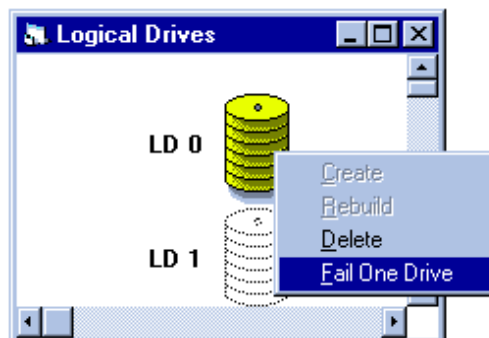 Logical Drives
LD 0
Create
Rebuild
Delete
LD 1
Fail One Drive